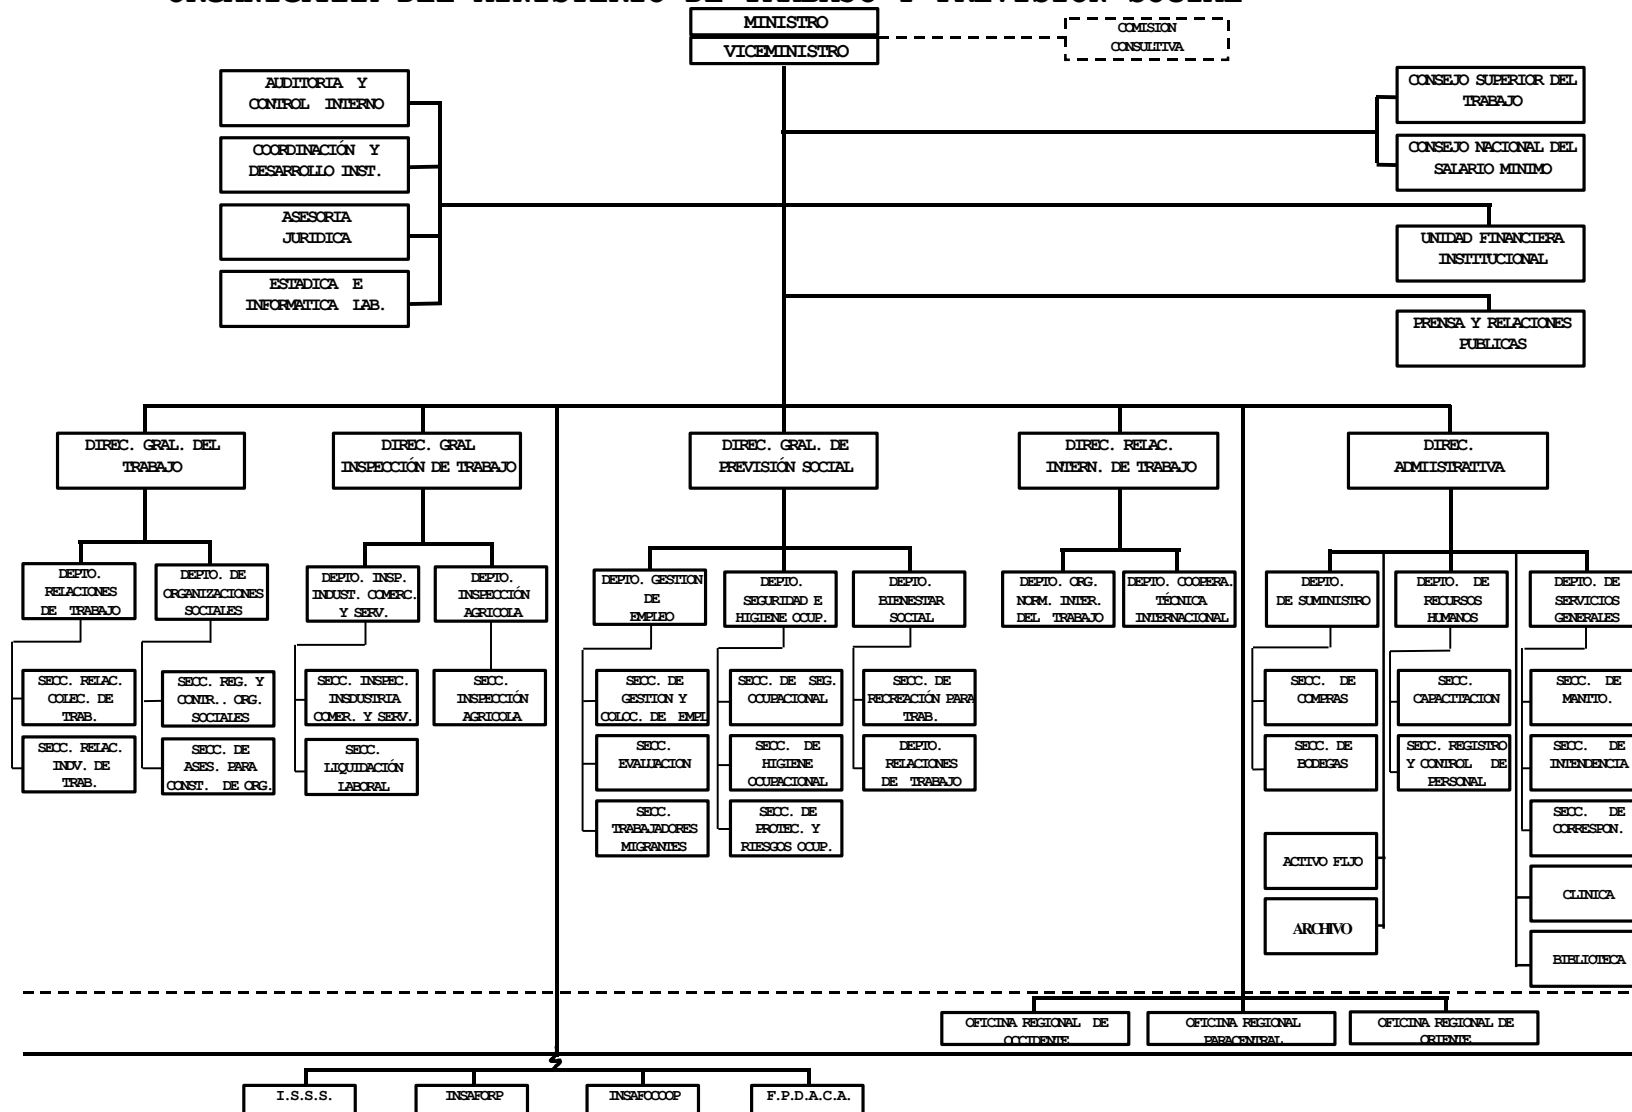 ORGANIGAMA DEL MINISTERIO DE TRABAJO Y PREVISION SOCIAL
MINISTRO
VICEMINISTRO
COMISION
CONSULTIVA
AUDITORIA Y
CONTROL INTERNO
COORDINACIÓN Y
DESARROLLO INST.
ASESORIA
JURIDICA
ESTADICA E
INFORMATICA LAB.
CONSEJO SUPERIOR DEL
TRABAJO
CONSEJO NACIONAL DEL
SALARIO MINIMO
UNIDAD FINANCIERA
INSTITUCIONAL
PRENSA Y RELACIONES
PUBLICAS
DIREC. GRAL. DEL
TRABAJO
DIREC. GRAL
INSPECCIÓN DE TRABAJO
DIREC. GRAL. DE
PREVISIÓN SOCIAL
DIREC. RELAC.
INTERN. DE TRABAJO
DIREC.
ADMIISTRATIVA
DEPTO.
RELACIONES
DE TRABAJO
DEPTO. DE
ORGANIZACIONES
SOCIALES
DEPTO. INSP.
INDUST. COMERC.
Y SERV.
DEPTO.
INSPECCIÓN
AGRICOLA
DEPTO. GESTION
DE
EMPLEO
DEPTO.
SEGURIDAD E
HIGIENE OCUP.
DEPTO.
BIENESTAR
SOCIAL
DEPTO. ORG.
NORM. INTER.
DEL TRABAJO
DEPTO. COOPERA.
TÉCNICA
INTERNACIONAL
DEPTO.
DE SUMINISTRO
DEPTO. DE
RECURSOS
HUMANOS
DEPTO. DE
SERVICIOS
GENERALES
SECC. RELAC.
COLEC. DE
TRAB.
SECC. REG. Y
CONTR.. ORG.
SOCIALES
SECC. INSPEC.
INSDUSTRIA
COMER. Y SERV.
SECC.
INSPECCIÓN
AGRICOLA
SECC. DE
GESTION Y
COLOC. DE EMPL
SECC. DE SEG.
OCUPACIONAL
SECC. DE
RECREACIÓN PARA
TRAB.
SECC. DE
COMPRAS
SECC.
CAPACITACION
SECC. DE
MANTTO.
SECC. RELAC.
INDV. DE
TRAB.
SECC. DE
ASES. PARA
CONST. DE ORG.
SECC.
LIQUIDACIÓN
LABORAL
SECC.
EVALUACION
SECC. DE
HIGIENE
OCUPACIONAL
DEPTO.
RELACIONES
DE TRABAJO
SECC. DE
BODEGAS
SECC. REGISTRO
Y CONTROL DE
PERSONAL
SECC. DE
INTENDENCIA
SECC.
TRABAJADORES
MIGRANTES
SECC. DE
PROTEC. Y
RIESGOS OCUP.
SECC. DE
CORRESPON.
ACTIVO FIJO
CLINICA
ARCHIVO
BIBLIOTECA
OFICINA REGIONAL DE
OCCIDENTE
OFICINA REGIONAL
PARACENTRAL
OFICINA REGIONAL DE
ORIENTE
I.S.S.S.
INSAFORP
INSAFOCOOP
F.P.D.A.C.A.